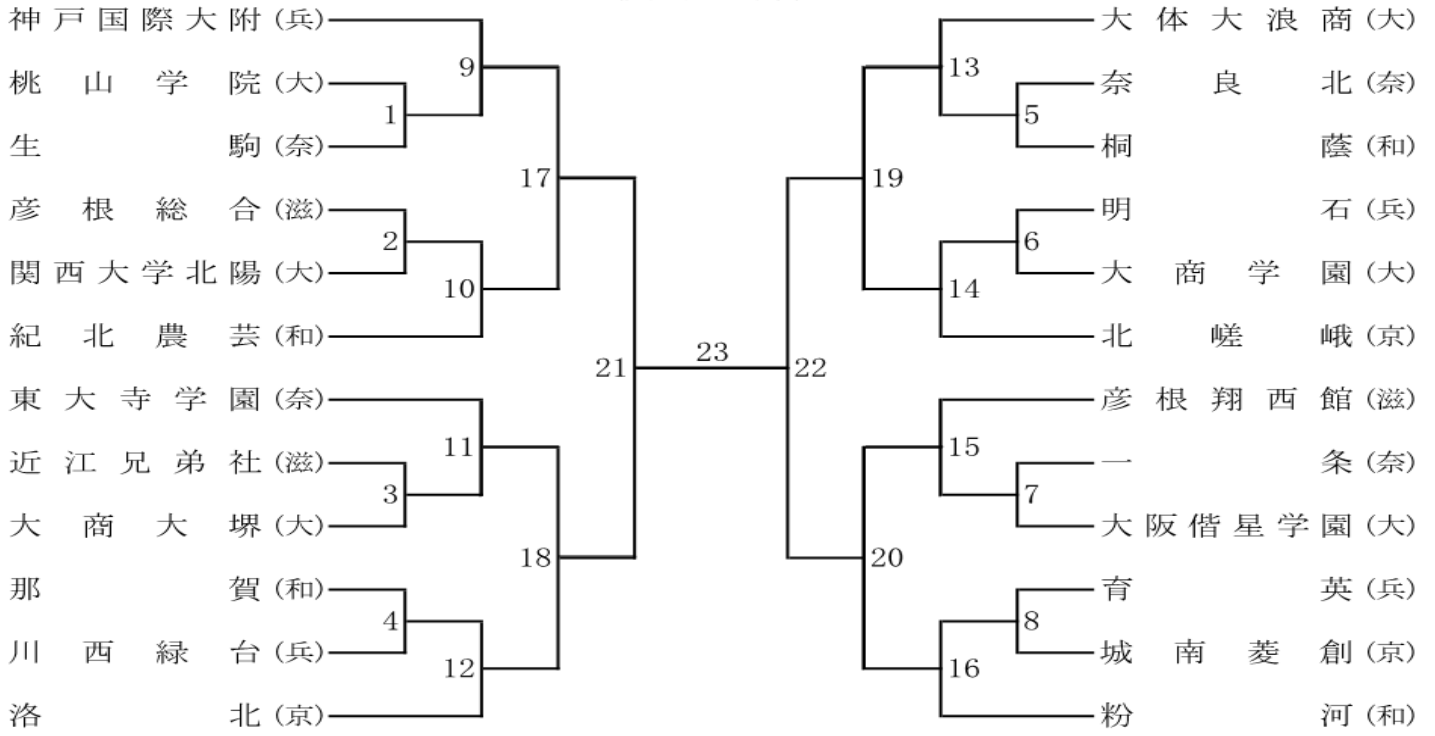 神戸国際大附(兵)
桃山学院(大)
生駒(奈)
彦根総合(滋)
関西大学北陽(大)
紀北農芸(和)
東大寺学園(奈)
近江兄弟社(滋)
大商大堺(大)
那賀(和)
川西緑台(兵)
洛北(京)
1
2
3
4
9
10
11
12
17
18
21
23
22
19
20
13
14
15
16
5
6
7
8
大体大浪商(大)
奈良北(奈)
桐蔭(和)
明石(兵)
大商学園(大)
北嵯峨(京)
彦根翔西館(滋)
一条(奈)
大阪偕星学園(大)
育英(兵)
城南菱創(京)
粉河(和)